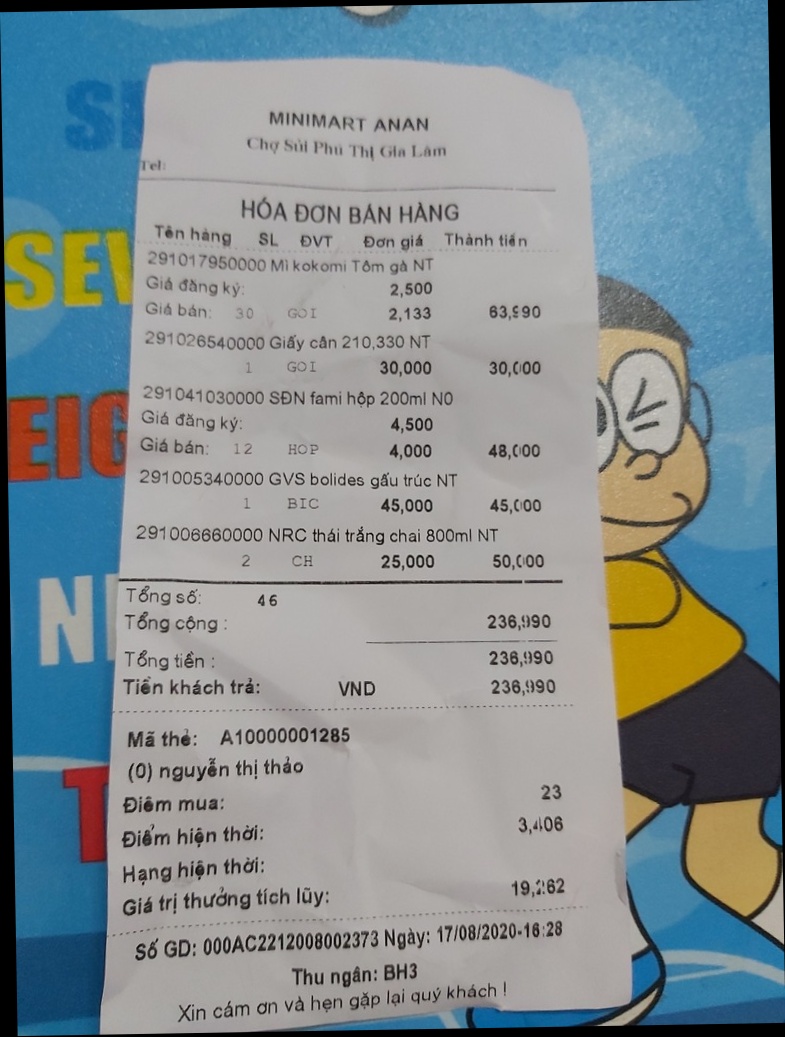 MINIMART ANAN
Chợ Sủi Phú Thị Gia Lâm
Tel:
HÓA ĐƠN BÁN HÀNG
Tên hàng SL ĐVT Đơn giá Thành tiền
291017950000 Mì kokomi Tôm gà NT
Giá đăng ký: 2,500
Giá bán: 30 GOI 2,133 63,990
291026540000 Giấy cân 210,330 NT
1 GOI 30,000 30,000
291041030000 SĐN fami hộp 200ml N0
Giá đăng ký: 4,500
Giá bán: 12 HOP 4,000 48,000
291005340000 GVS bolides gấu trúc NT
1 BIC 45,000 45,000
291006660000 NRC thái trắng chai 800ml NT
2 CH 25,000 50,000
Tổng số: 46
Tổng cộng : 236,990
Tổng tiền : 236,990
Tiền khách trả: VND 236,990
Mã thẻ: A10000001285
(0) nguyễn thị thảo
Điểm mua: 23
Điểm hiện thời: 3,406
Hạng hiện thời:
Giá trị thưởng tích lũy: 19,262
Số GD: 000AC2212008002373 Ngày: 17/08/2020-16:28
Thu ngân: BH3
Xin cám ơn và hẹn gặp lại quý khách !